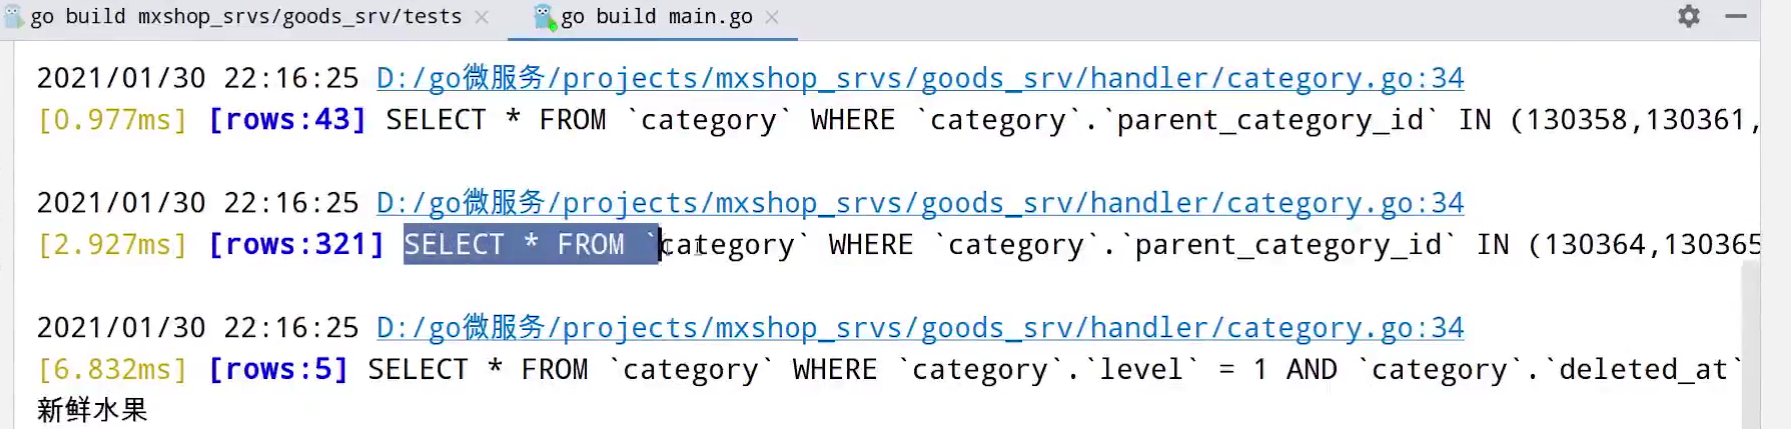 go build mxshop_srvs/goods_srv/tests go build main.go
2021/01/30 22:16:25 D:/go微服务/projects/mxshop_srvs/goods_srv/handler/category.go:34
[0.977ms] [rows:43] SELECT * FROM `category` WHERE `category`.`parent_category_id` IN (130358,130361,
2021/01/30 22:16:25 D:/go微服务/projects/mxshop_srvs/goods_srv/handler/category.go:34
[2.927ms] [rows:321] SELECT * FROM `category` WHERE `category`.`parent_category_id` IN (130364,130365
2021/01/30 22:16:25 D:/go微服务/projects/mxshop_srvs/goods_srv/handler/category.go:34
[6.832ms] [rows:5] SELECT * FROM `category` WHERE `category`.`level` = 1 AND `category`.`deleted_at`
新鲜水果